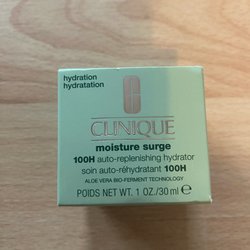 hydration
hydratation
CLINIQUE
moisture surge
100H auto-replenishing hydrator
soin auto-réhydratant 100H
ALOE VERA BIO-FERMENT TECHNOLOGY
POIDS NET WT. 1 OZ./30 ml ℮